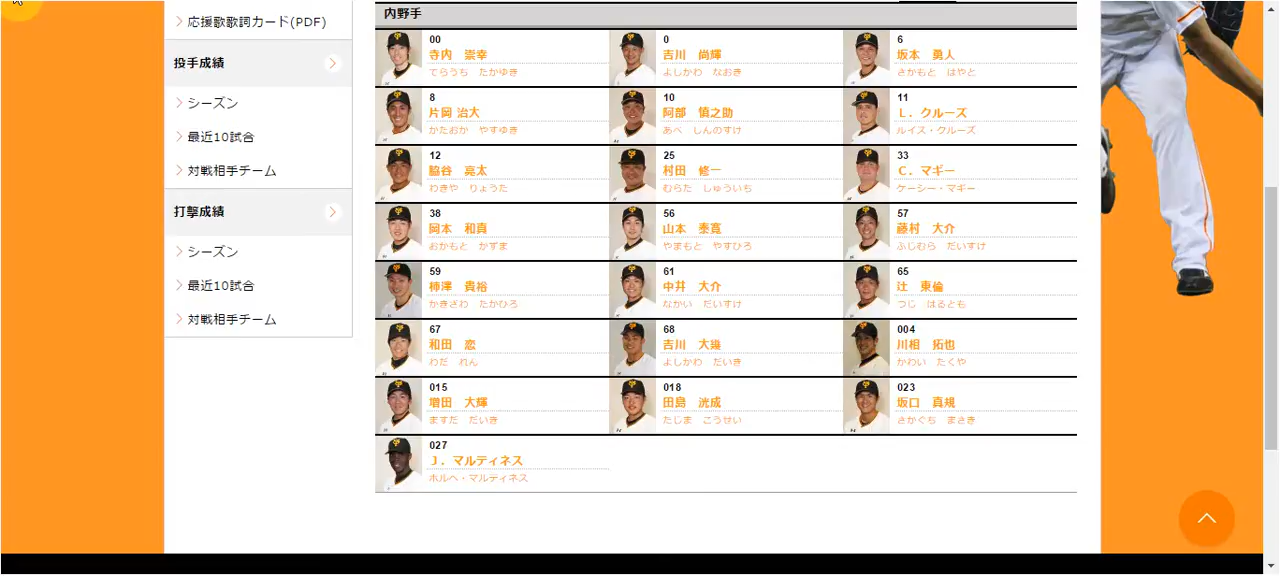 応援歌歌詞カード(PDF)
投手成績
シーズン
最近10試合
対戦相手チーム
打撃成績
シーズン
最近10試合
対戦相手チーム
内野手
00
寺内　崇幸
てらうち　たかゆき
0
吉川　尚輝
よしかわ　なおき
6
坂本　勇人
さかもと　はやと
8
片岡 治大
かたおか　やすゆき
10
阿部　慎之助
あべ　しんのすけ
11
Ｌ．クルーズ
ルイス・クルーズ
12
脇谷　亮太
わきや　りょうた
25
村田　修一
むらた　しゅういち
33
Ｃ．マギー
ケーシー・マギー
38
岡本　和真
おかもと　かずま
56
山本　泰寛
やまもと　やすひろ
57
藤村　大介
ふじむら　だいすけ
59
柿澤　貴裕
かきざわ　たかひろ
61
中井　大介
なかい　だいすけ
65
辻　東倫
つじ　はるとも
67
和田　恋
わだ　れん
68
吉川　大幾
よしかわ　だいき
004
川相　拓也
かわい　たくや
015
増田　大輝
ますだ　だいき
018
田島　洸成
たじま　こうせい
023
坂口　真規
さかぐち　まさき
027
Ｊ．マルティネス
ホルヘ・マルティネス